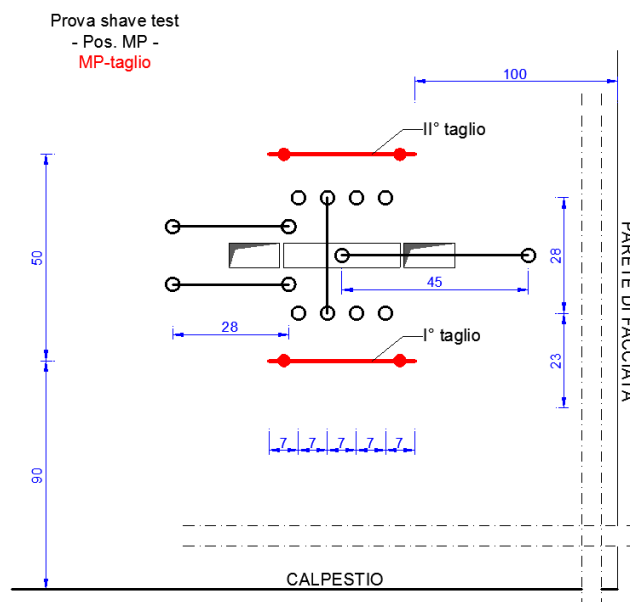 Prova shave test
- Pos. MP -
MP-taglio
100
II° taglio
50
28
45
PARETE DI FACCIATA
28
I° taglio
23
7 7 7 7 7
90
CALPESTIO